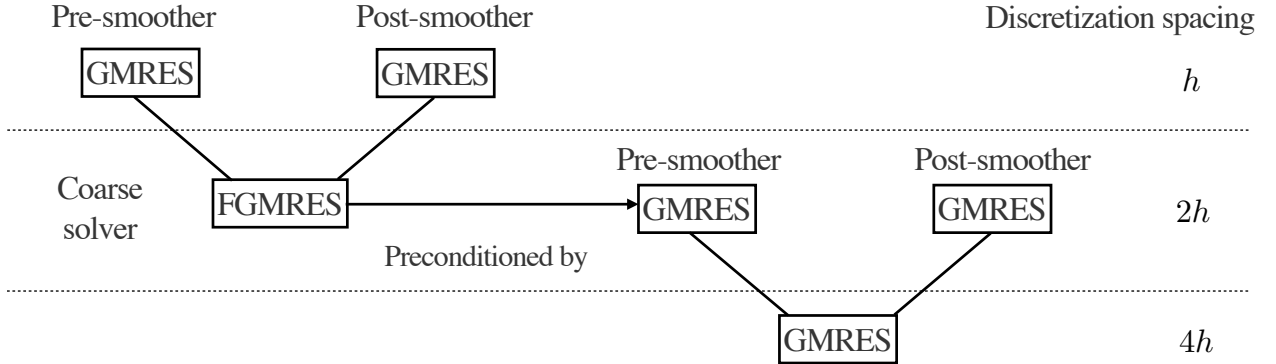 Pre-smoother Post-smoother Discretization spacing
GMRES GMRES h
Pre-smoother Post-smoother
Coarse
solver
FGMRES GMRES GMRES 2h
Preconditioned by
GMRES 4h